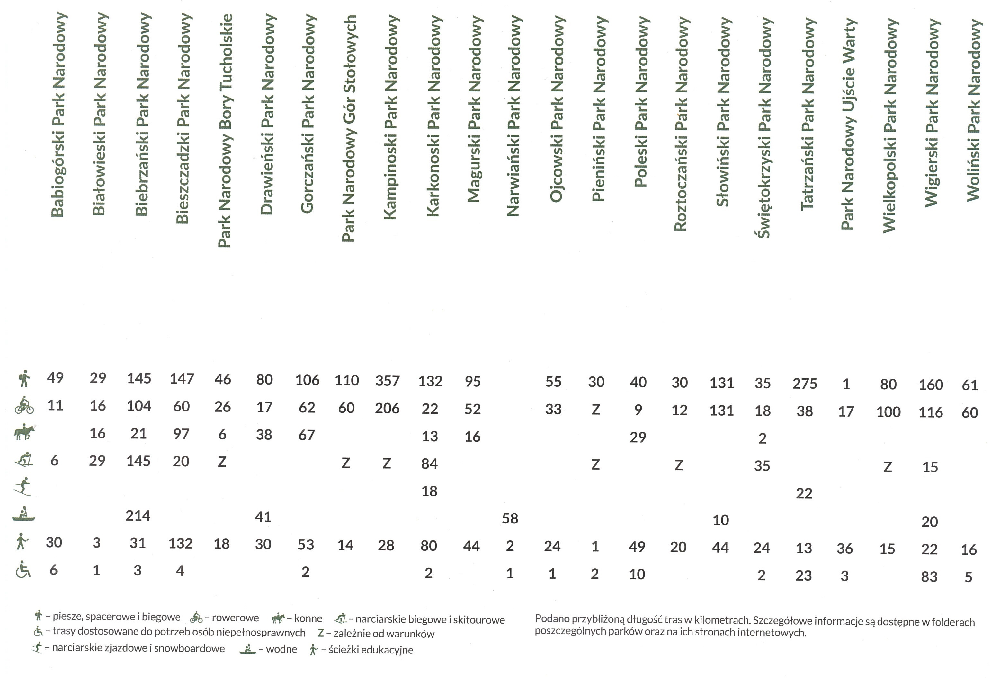 Babiogórski Park Narodowy
Białowieski Park Narodowy
Biebrzański Park Narodowy
Bieszczadzki Park Narodowy
Park Narodowy Bory Tucholskie
Drawieński Park Narodowy
Gorczański Park Narodowy
Park Narodowy Gór Stołowych
Kampinoski Park Narodowy
Karkonoski Park Narodowy
Magurski Park Narodowy
Narwiański Park Narodowy
Ojcowski Park Narodowy
Pieniński Park Narodowy
Poleski Park Narodowy
Roztoczański Park Narodowy
Słowiński Park Narodowy
Świętokrzyski Park Narodowy
Tatrzański Park Narodowy
Park Narodowy Ujście Warty
Wielkopolski Park Narodowy
Wigierski Park Narodowy
Woliński Park Narodowy
49 29 145 147 46 80 106 110 357 132 95 55 30 40 30 131 35 275 1 80 160 61
11 16 104 60 26 17 62 60 206 22 52 33 Z 9 12 131 18 38 17 100 116 60
16 21 97 6 38 67 13 16 29 2
6 29 145 20 Z Z Z 84 Z Z 35 Z 15
18 22
214 41 58 10 20
30 3 31 132 18 30 53 14 28 80 44 2 24 1 49 20 44 24 13 36 15 22 16
6 1 3 4 2 2 1 1 2 10 2 23 3 83 5
– piesze, spacerowe i biegowe – rowerowe – konne – narciarskie biegowe i skitourowe
– trasy dostosowane do potrzeb osób niepełnosprawnych Z – zależnie od warunków
– narciarskie zjazdowe i snowboardowe – wodne – ścieżki edukacyjne
Podano przybliżoną długość tras w kilometrach. Szczegółowe informacje są dostępne w folderach
poszczególnych parków oraz na ich stronach internetowych.